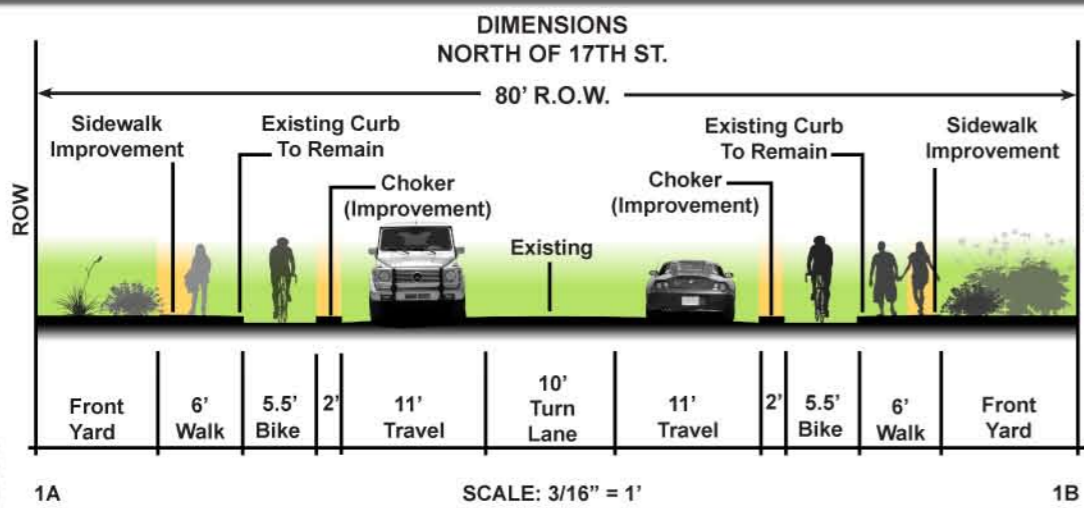 DIMENSIONS
NORTH OF 17TH ST.
80' R.O.W.
Sidewalk
Improvement
Existing Curb
To Remain
Choker
(Improvement)
Existing
Existing Curb
To Remain
Choker
(Improvement)
Sidewalk
Improvement
ROW
Front
Yard
6'
Walk
5.5'
Bike
2'
11'
Travel
10'
Turn
Lane
11'
Travel
2'
5.5'
Bike
6'
Walk
Front
Yard
1A
SCALE: 3/16" = 1'
1B